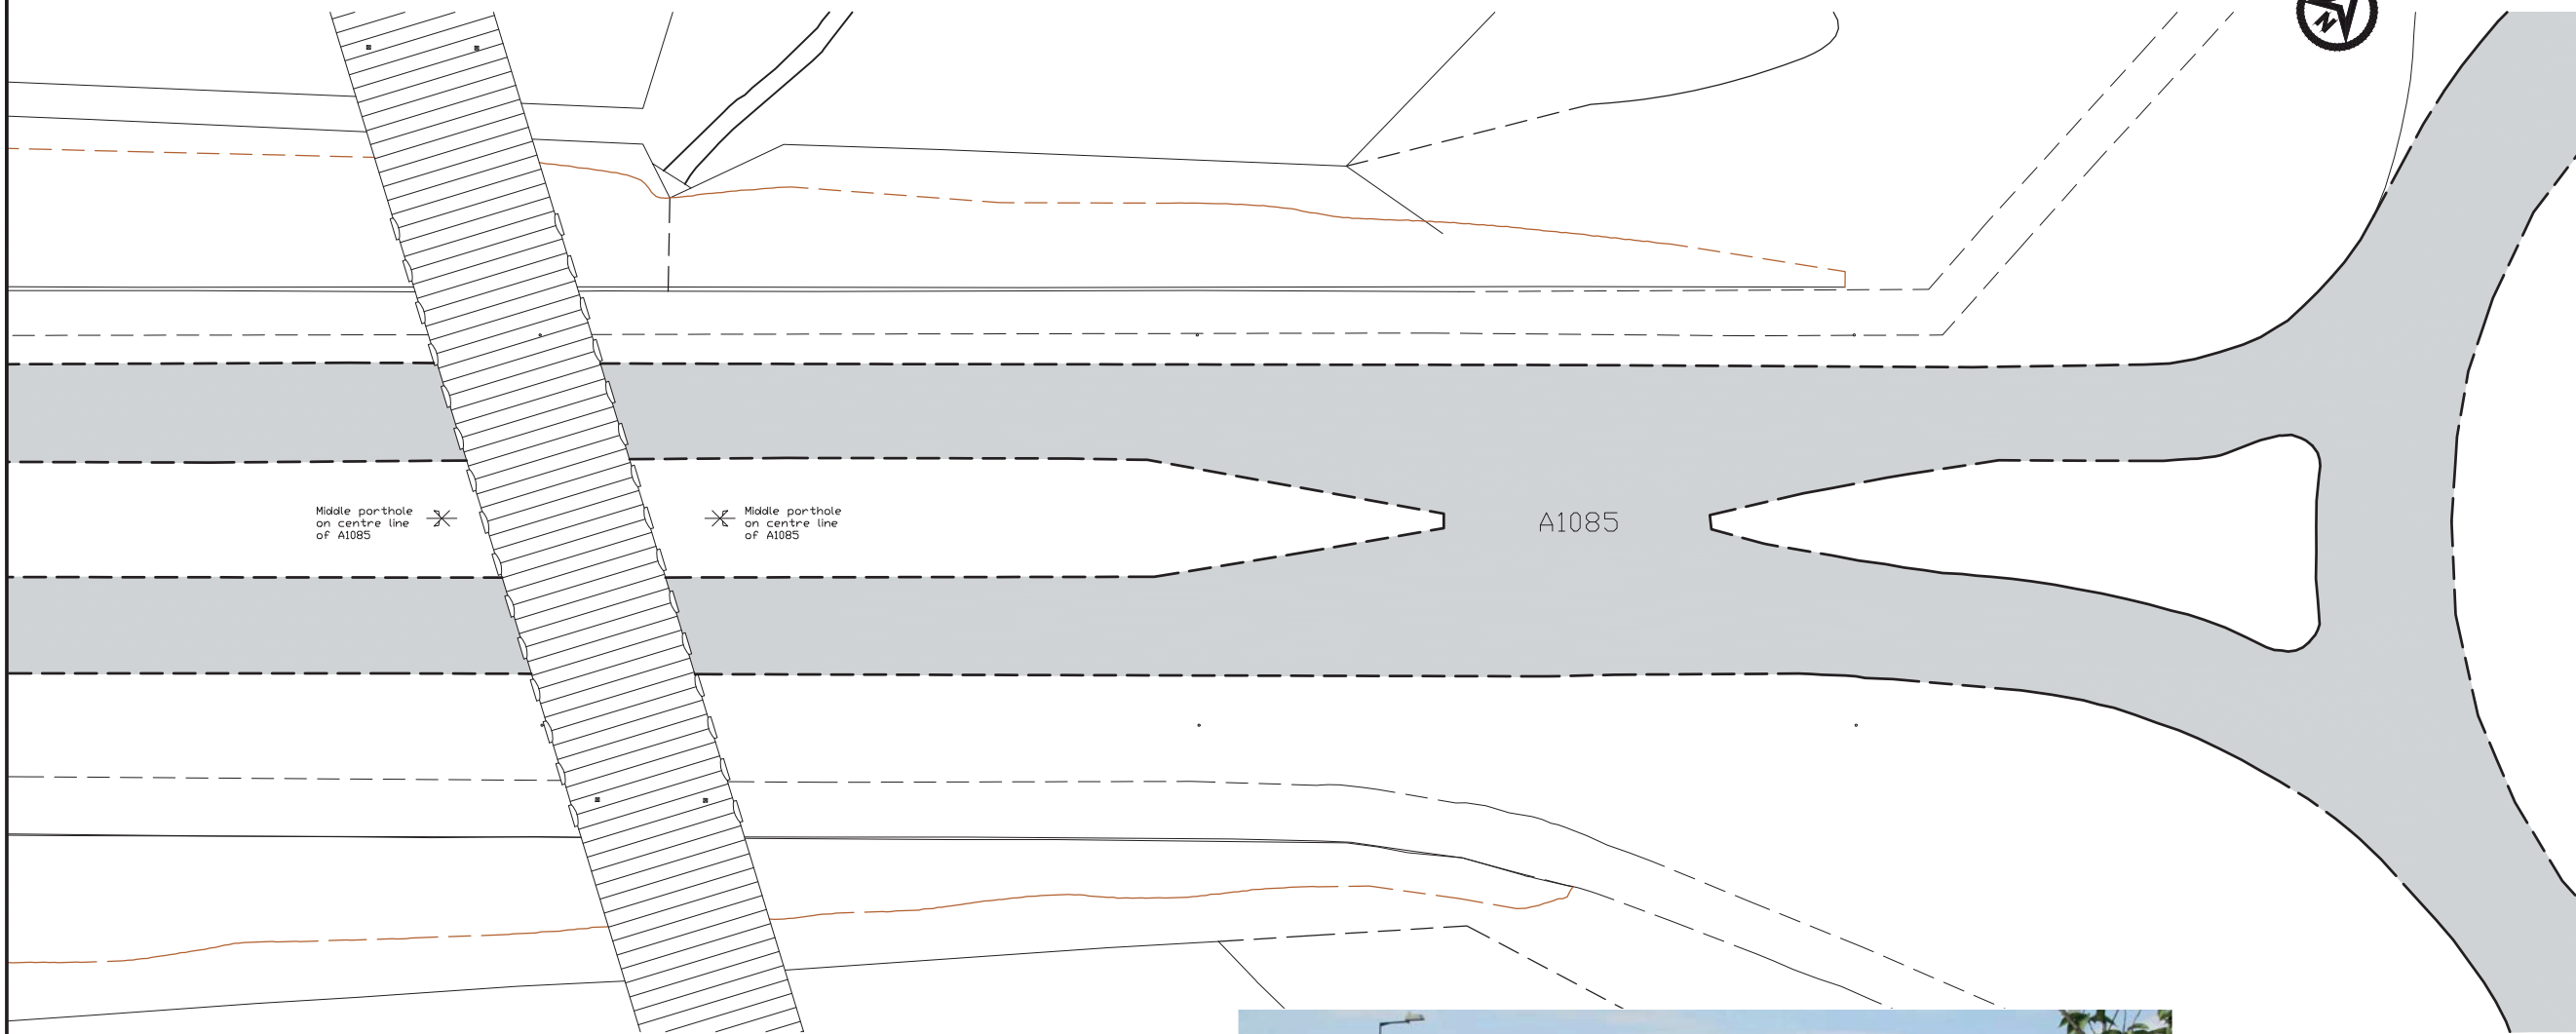 N
Middle porthole
on centre line
of A1085
Middle porthole
on centre line
of A1085
A1085